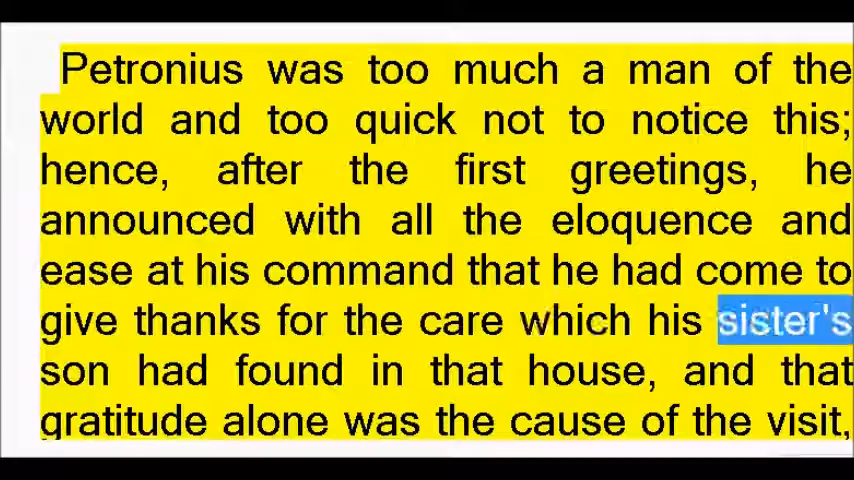 Petronius was too much a man of the
world and too quick not to notice this;
hence, after the first greetings, he
announced with all the eloquence and
ease at his command that he had come to
give thanks for the care which his sister's
son had found in that house, and that
gratitude alone was the cause of the visit,